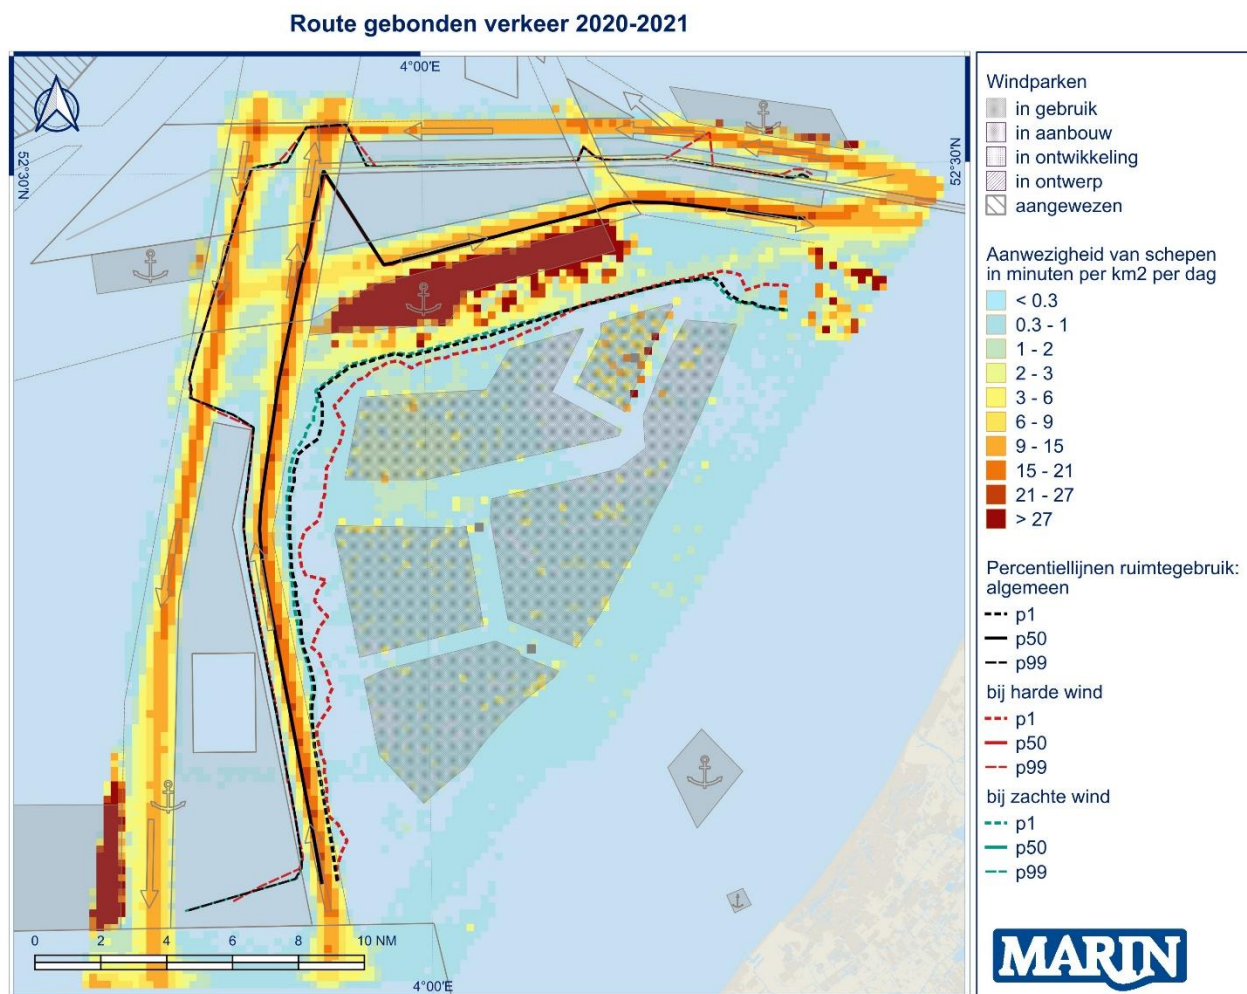 Route gebonden verkeer 2020-2021
4°00'E
52°30'N
52°30'N
0 2 4 6 8 10 NM
4°00'E
Windparken
in gebruik
in aanbouw
in ontwikkeling
in ontwerp
aangewezen
Aanwezigheid van schepen
in minuten per km2 per dag
< 0.3
0.3 - 1
1 - 2
2 - 3
3 - 6
6 - 9
9 - 15
15 - 21
21 - 27
> 27
Percentiellijnen ruimtegebruik:
algemeen
p1
p50
p99
bij harde wind
p1
p50
p99
bij zachte wind
p1
p50
p99
MARIN